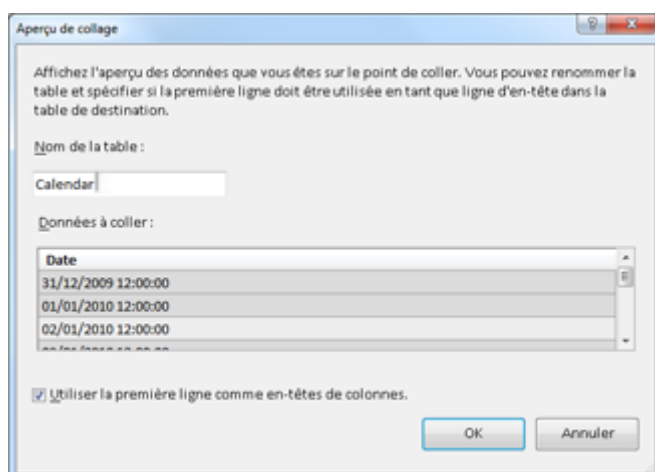 Aperçu de collage
Affichez l'aperçu des données que vous êtes sur le point de coller. Vous pouvez renommer la
table et spécifier si la première ligne doit être utilisée en tant que ligne d'en-tête dans la
table de destination.
Nom de la table :
Calendar
Données à coller :
Date
31/12/2009 12:00:00
01/01/2010 12:00:00
02/01/2010 12:00:00
Utiliser la première ligne comme en-têtes de colonnes.
OK Annuler